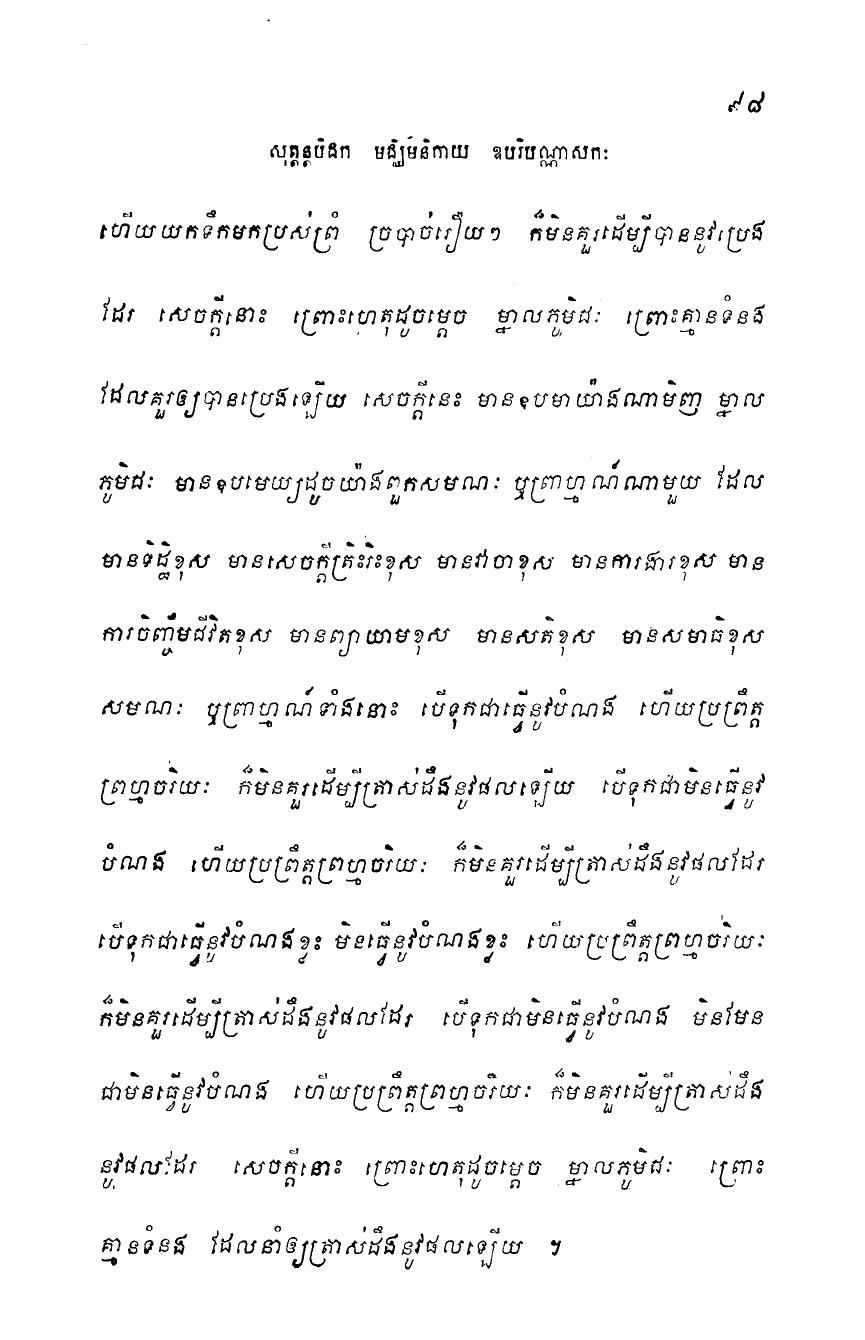 ៩៨
សុត្តន្តបិដក មជ្ឈិមនិកាយ ឧបរិបណ្ណាសកៈ
ហើយយកទឹកមកប្រស់ព្រំ ច្របាច់រឿយៗ ក៏មិនគួរដើម្បីបាននូវប្រេង
ដែរ សេចក្តីនោះ ព្រោះហេតុដូចម្តេច ម្នាលភូមិជៈ ព្រោះគ្មានទំនង
ដែលគួរឲ្យបានប្រេងឡើយ សេចក្តីនេះ មានឧបមាយ៉ាងណាមិញ ម្នាល
ភូមិជៈ មានឧបមេយ្យដូចយ៉ាងពួកសមណៈ ឬព្រាហ្មណ៍ណាមួយ ដែល
មានទិដ្ឋិខុស មានសេចក្តីត្រិះរិះខុស មានវាចាខុស មានការងារខុស មាន
ការចិញ្ចឹមជីវិតខុស មានព្យាយាមខុស មានសតិខុស មានសមាធិខុស
សមណៈ ឬព្រាហ្មណ៍ទាំងនោះ បើទុកជាធ្វើនូវបំណង ហើយប្រព្រឹត្ត
ព្រហ្មចរិយៈ ក៏មិនគួរដើម្បីត្រាស់ដឹងនូវផលឡើយ បើទុកជាមិនធ្វើនូវ
បំណង ហើយប្រព្រឹត្តព្រហ្មចរិយៈ ក៏មិនគួរដើម្បីត្រាស់ដឹងនូវផលដែរ
បើទុកជាធ្វើនូវបំណងខ្លះ មិនធ្វើនូវបំណងខ្លះ ហើយប្រព្រឹត្តព្រហ្មចរិយៈ
ក៏មិនគួរដើម្បីត្រាស់ដឹងនូវផលដែរ បើទុកជាមិនធ្វើនូវបំណង មិនមែន
ជាមិនធ្វើនូវបំណង ហើយប្រព្រឹត្តព្រហ្មចរិយៈ ក៏មិនគួរដើម្បីត្រាស់ដឹង
នូវផលដែរ សេចក្តីនោះ ព្រោះហេតុដូចម្តេច ម្នាលភូមិជៈ ព្រោះ
គ្មានទំនង ដែលនាំឲ្យត្រាស់ដឹងនូវផលឡើយ ។